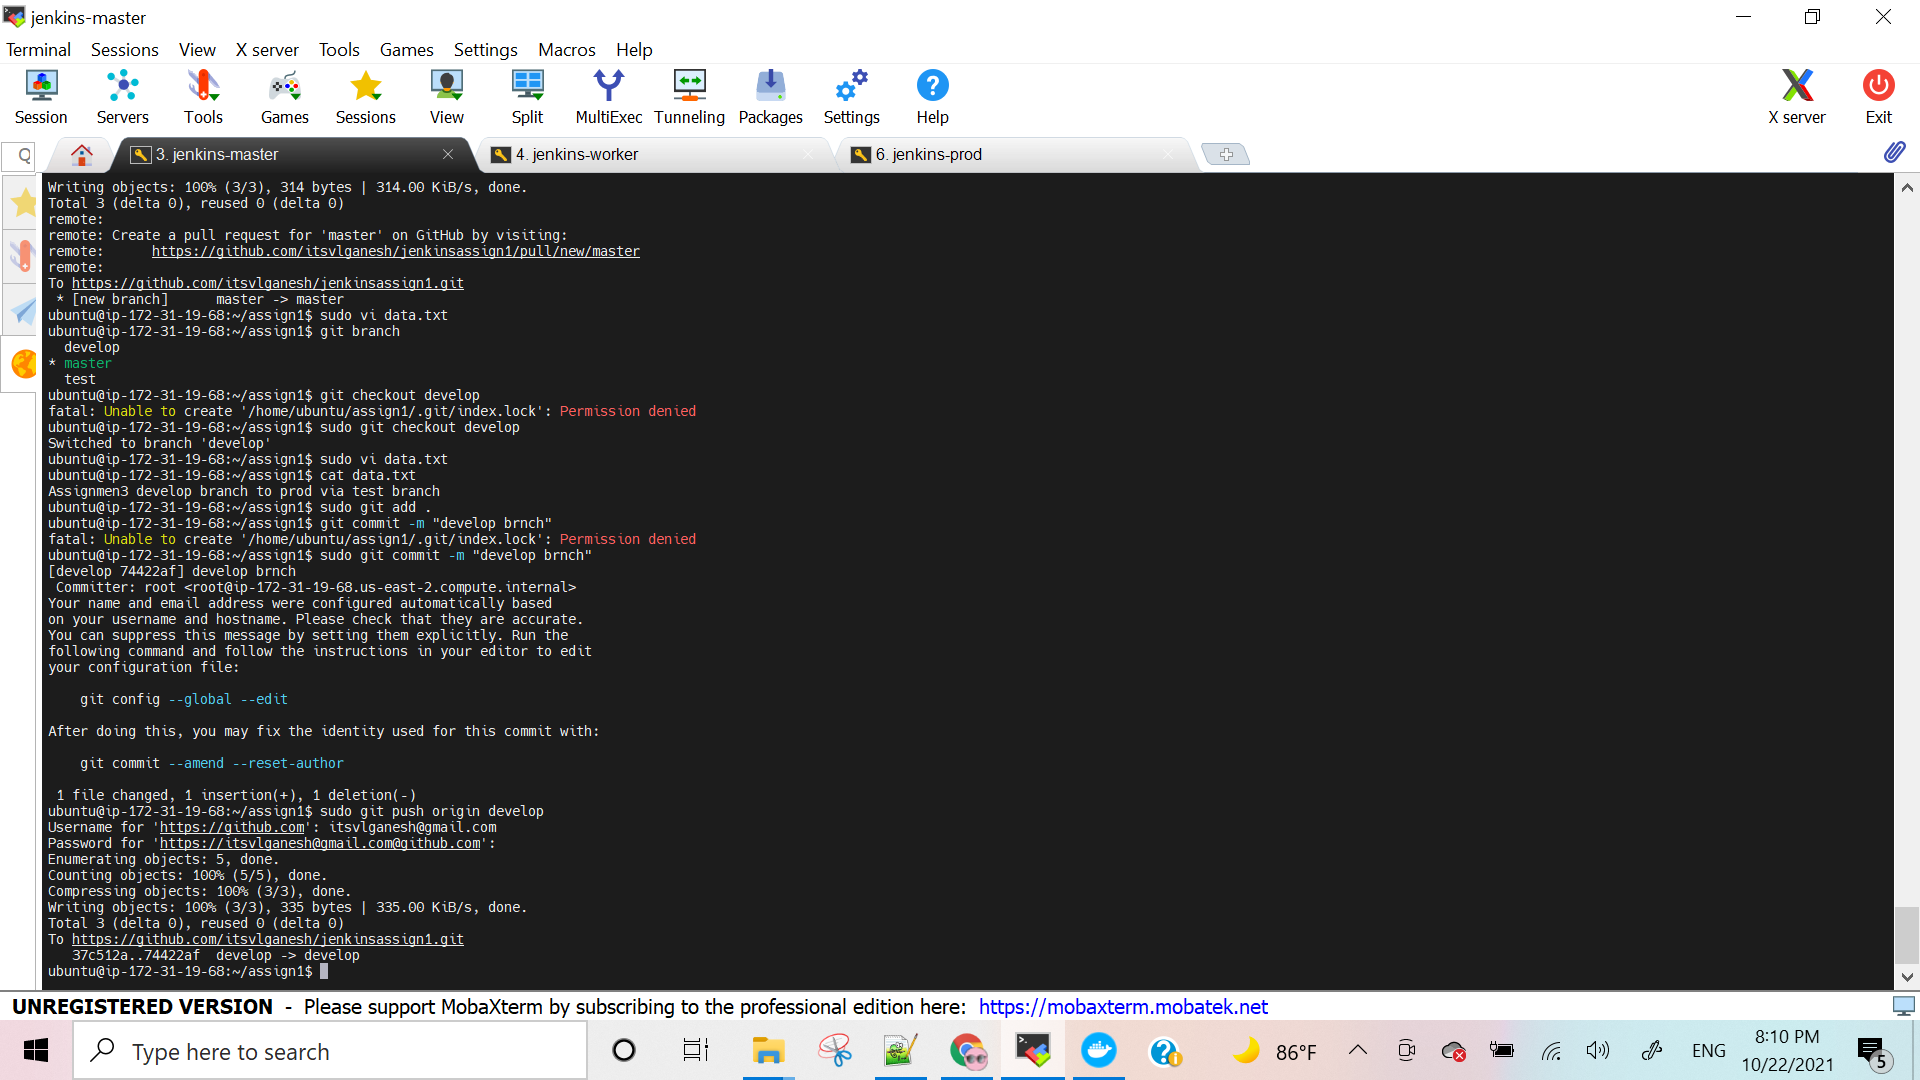 jenkins-master
Terminal Sessions View X server Tools Games Settings Macros Help
Session Servers Tools Games Sessions View Split MultiExec Tunneling Packages Settings Help X server Exit
Q 3. jenkins-master 4. jenkins-worker 6. jenkins-prod
Writing objects: 100% (3/3), 314 bytes | 314.00 KiB/s, done.
Total 3 (delta 0), reused 0 (delta 0)
remote:
remote: Create a pull request for 'master' on GitHub by visiting:
remote:      https://github.com/itsvlganesh/jenkinsassign1/pull/new/master
remote:
To https://github.com/itsvlganesh/jenkinsassign1.git
 * [new branch]      master -> master
ubuntu@ip-172-31-19-68:~/assign1$ sudo vi data.txt
ubuntu@ip-172-31-19-68:~/assign1$ git branch
  develop
* master
  test
ubuntu@ip-172-31-19-68:~/assign1$ git checkout develop
fatal: Unable to create '/home/ubuntu/assign1/.git/index.lock': Permission denied
ubuntu@ip-172-31-19-68:~/assign1$ sudo git checkout develop
Switched to branch 'develop'
ubuntu@ip-172-31-19-68:~/assign1$ sudo vi data.txt
ubuntu@ip-172-31-19-68:~/assign1$ cat data.txt
Assignmen3 develop branch to prod via test branch
ubuntu@ip-172-31-19-68:~/assign1$ sudo git add .
ubuntu@ip-172-31-19-68:~/assign1$ git commit -m "develop brnch"
fatal: Unable to create '/home/ubuntu/assign1/.git/index.lock': Permission denied
ubuntu@ip-172-31-19-68:~/assign1$ sudo git commit -m "develop brnch"
[develop 74422af] develop brnch
 Committer: root <root@ip-172-31-19-68.us-east-2.compute.internal>
Your name and email address were configured automatically based
on your username and hostname. Please check that they are accurate.
You can suppress this message by setting them explicitly. Run the
following command and follow the instructions in your editor to edit
your configuration file:
    git config --global --edit
After doing this, you may fix the identity used for this commit with:
    git commit --amend --reset-author
 1 file changed, 1 insertion(+), 1 deletion(-)
ubuntu@ip-172-31-19-68:~/assign1$ sudo git push origin develop
Username for 'https://github.com': itsvlganesh@gmail.com
Password for 'https://itsvlganesh@gmail.com@github.com':
Enumerating objects: 5, done.
Counting objects: 100% (5/5), done.
Compressing objects: 100% (3/3), done.
Writing objects: 100% (3/3), 335 bytes | 335.00 KiB/s, done.
Total 3 (delta 0), reused 0 (delta 0)
To https://github.com/itsvlganesh/jenkinsassign1.git
   37c512a..74422af  develop -> develop
ubuntu@ip-172-31-19-68:~/assign1$
UNREGISTERED VERSION - Please support MobaXterm by subscribing to the professional edition here: https://mobaxterm.mobatek.net
Type here to search 86°F ENG 8:10 PM
10/22/2021 5